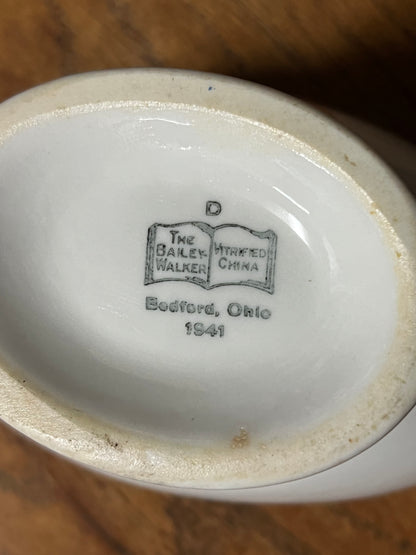 D
THE BAILEY- WALKER
VITRIFIED CHINA
Bedford, Ohio
1941